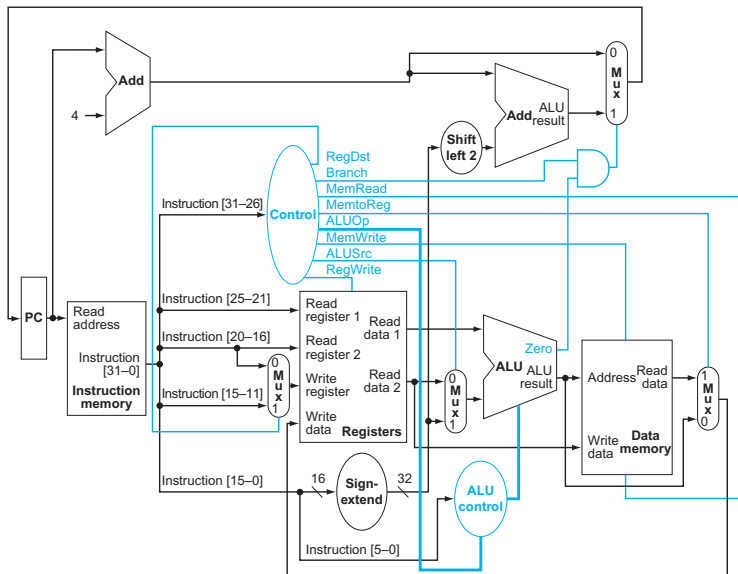 0
M
u
x
1
Add
4
Add
ALU
result
Shift
left 2
RegDst
Branch
MemRead
MemtoReg
ALUOp
MemWrite
ALUSrc
RegWrite
Control
Instruction [31–26]
PC
Read
address
Instruction
[31–0]
Instruction
memory
Instruction [25–21]
Instruction [20–16]
Instruction [15–11]
0
M
u
x
1
Read
register 1
Read
register 2
Write
register
Write
data
Read
data 1
Read
data 2
Registers
0
M
u
x
1
Zero
ALU
ALU
result
Address
Read
data
Write
data
Data
memory
1
M
u
x
0
Instruction [15–0]
16
Sign-
extend
32
ALU
control
Instruction [5–0]